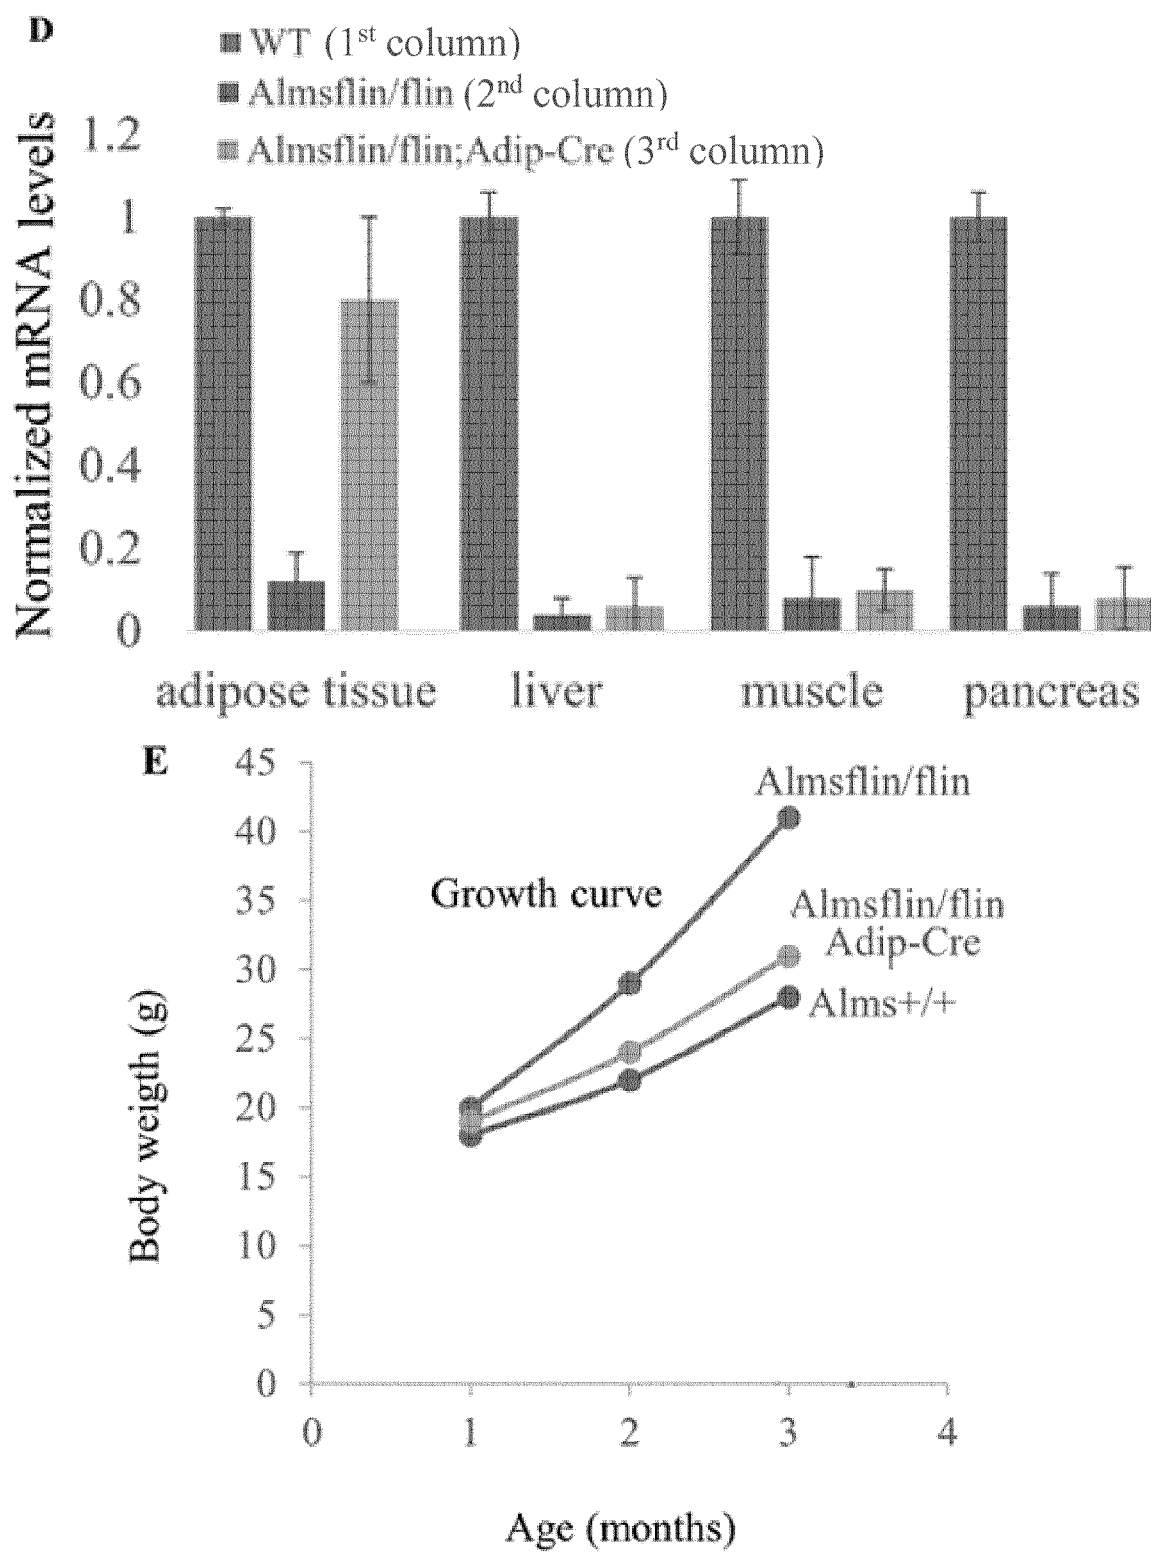 D
WT (1st column)
Almsflin/flin (2nd column)
Almsflin/flin;Adip-Cre (3rd column)
Normalized mRNA levels
1.2
1
0.8
0.6
0.4
0.2
0
adipose tissue liver muscle pancreas
E
45
40
35
30
25
20
15
10
5
0
Body weigth (g)
Growth curve
Almsflin/flin
Almsflin/flin
Adip-Cre
Alms+/+
0 1 2 3 4
Age (months)